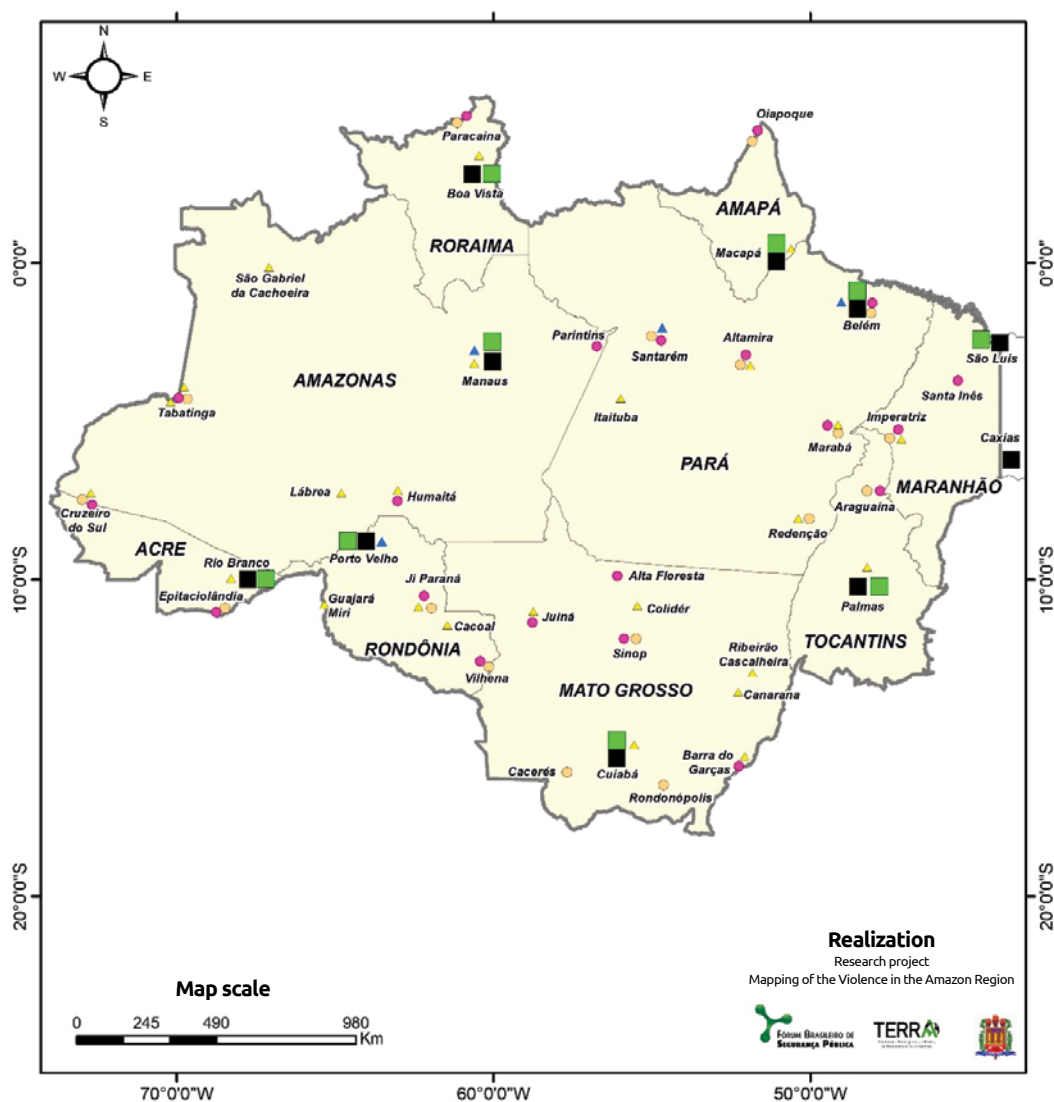 N
W
E
S
Oiapoque
Paracaina
Boa Vista
AMAPÁ
RORAIMA
Macapá
0°0'0"
0°0'0"
São Gabriel
da Cachoeira
Belém
Parintins
Santarém
Altamira
São Luis
AMAZONAS
Manaus
Santa Inês
Itaituba
Tabatinga
Imperatriz
Caxias
Marabá
PARÁ
MARANHÃO
Lábrea
Humaitá
Araguaína
Cruzeiro
do Sul
Redenção
ACRE
Rio Branco
Porto Velho
Ji Paraná
Alta Floresta
10°0'0"S
10°0'0"S
Epitaciolândia
Guajará
Miri
Juiná
Colidér
Palmas
Cacoal
RONDÔNIA
Sinop
Ribeirão
Cascalheira
TOCANTINS
Vilhena
MATO GROSSO
Canarana
Barra do
Garças
Cacerés
Cuiabá
Rondonópolis
20°0'0"S
20°0'0"S
Realization
Research project
Mapping of the Violence in the Amazon Region
Map scale
0
245
490
980
Km
FÓRUM BRASILEIRO DE
SEGURANÇA PÚBLICA
TERRA
70°0'0"W
60°0'0"W
50°0'0"W